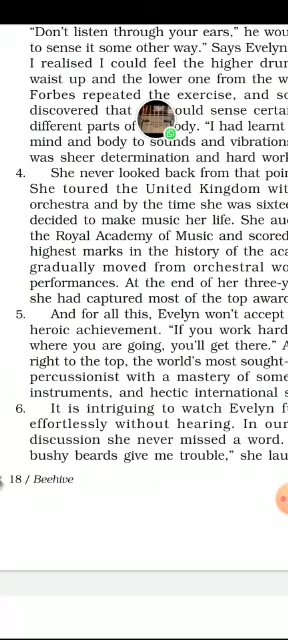 "Don't listen through your ears," he wou
to sense it some other way." Says Evelyn
I realised I could feel the higher drum
waist up and the lower one from the w
Forbes repeated the exercise, and so
discovered that ould sense certa
different parts of ody. "I had learnt
mind and body to sounds and vibration
was sheer determination and hard work
4. She never looked back from that poin
She toured the United Kingdom wit
orchestra and by the time she was sixte
decided to make music her life. She au
the Royal Academy of Music and scored
highest marks in the history of the aca
gradually moved from orchestral wo
performances. At the end of her three-y
she had captured most of the top award
5. And for all this, Evelyn won't accept
heroic achievement. "If you work hard
where you are going, you'll get there." A
right to the top, the world's most sought-
percussionist with a mastery of some
instruments, and hectic international s
6. It is intriguing to watch Evelyn f
effortlessly without hearing. In our
discussion she never missed a word.
bushy beards give me trouble," she lau
18 / Beehive